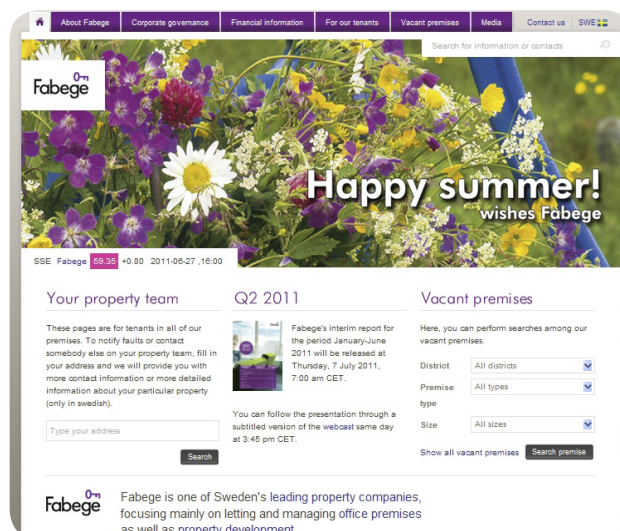 About Fabege Corporate governance Financial information For our tenants Vacant premises Media Contact us SWE
Search for information or contacts
Fabege
Happy summer!
wishes Fabege
SSE Fabege 59.35 +0.80 2011-06-27 ,16:00
Your property team
These pages are for tenants in all of our
premises. To notify faults or contact
somebody else on your property team, fill in
your address and we will provide you with
more contact information or more detailed
information about your particular property
(only in swedish).
Type your address
Search
Q2 2011
Fabege's interim report for
the period January-June
2011 will be released at
Thursday, 7 July 2011,
7:00 am CET.
You can follow the presentation through a
subtitled version of the webcast same day
at 3:45 pm CET.
Vacant premises
Here, you can perform searches among our
vacant premises.
District All districts
Premise All types
type
Size All sizes
Show all vacant premises Search premise
Fabege
Fabege is one of Sweden's leading property companies,
focusing mainly on letting and managing office premises
as well as property development